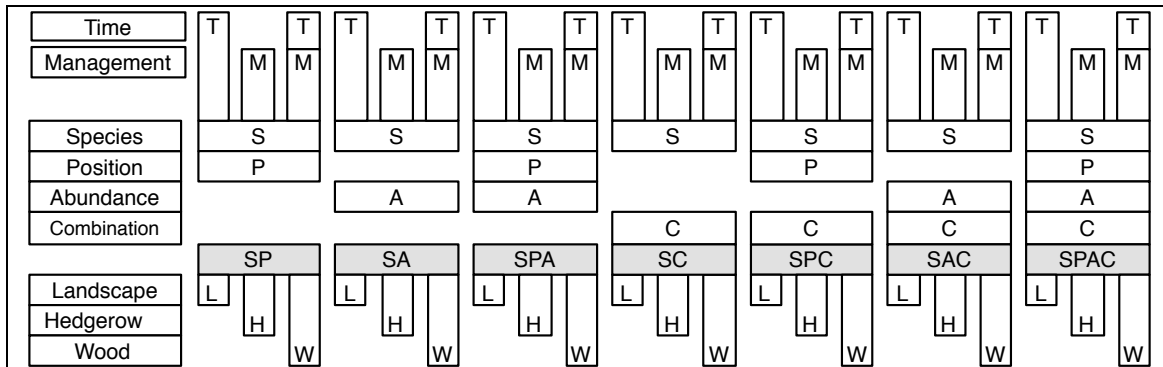 Time T T T T T T T T T T T T T T
Management M M M M M M M M M M M M M M
Species S S S S S S S
Position P P P P
Abundance A A A A
Combination C C C C
SP SA SPA SC SPC SAC SPAC
Landscape L L L L L L L
Hedgerow H H H H H H H
Wood W W W W W W W